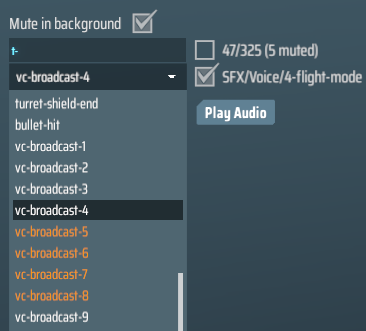 Mute in background
t-
47/325 (5 muted)
vc-broadcast-4
SFX/Voice/4-flight-mode
Play Audio
turret-shield-end
bullet-hit
vc-broadcast-1
vc-broadcast-2
vc-broadcast-3
vc-broadcast-4
vc-broadcast-5
vc-broadcast-6
vc-broadcast-7
vc-broadcast-8
vc-broadcast-9